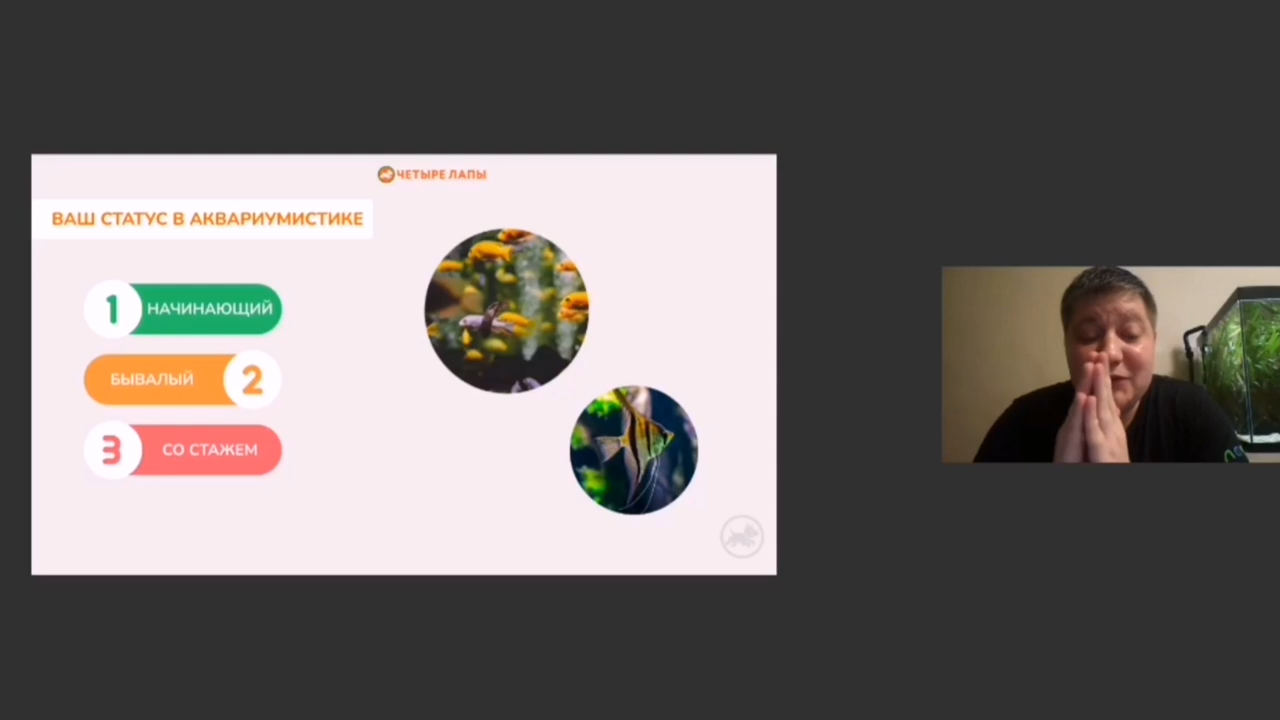 ЧЕТЫРЕ ЛАПЫ
ВАШ СТАТУС В АКВАРИУМИСТИКЕ
1 НАЧИНАЮЩИЙ
БЫВАЛЫЙ 2
3 СО СТАЖЕМ